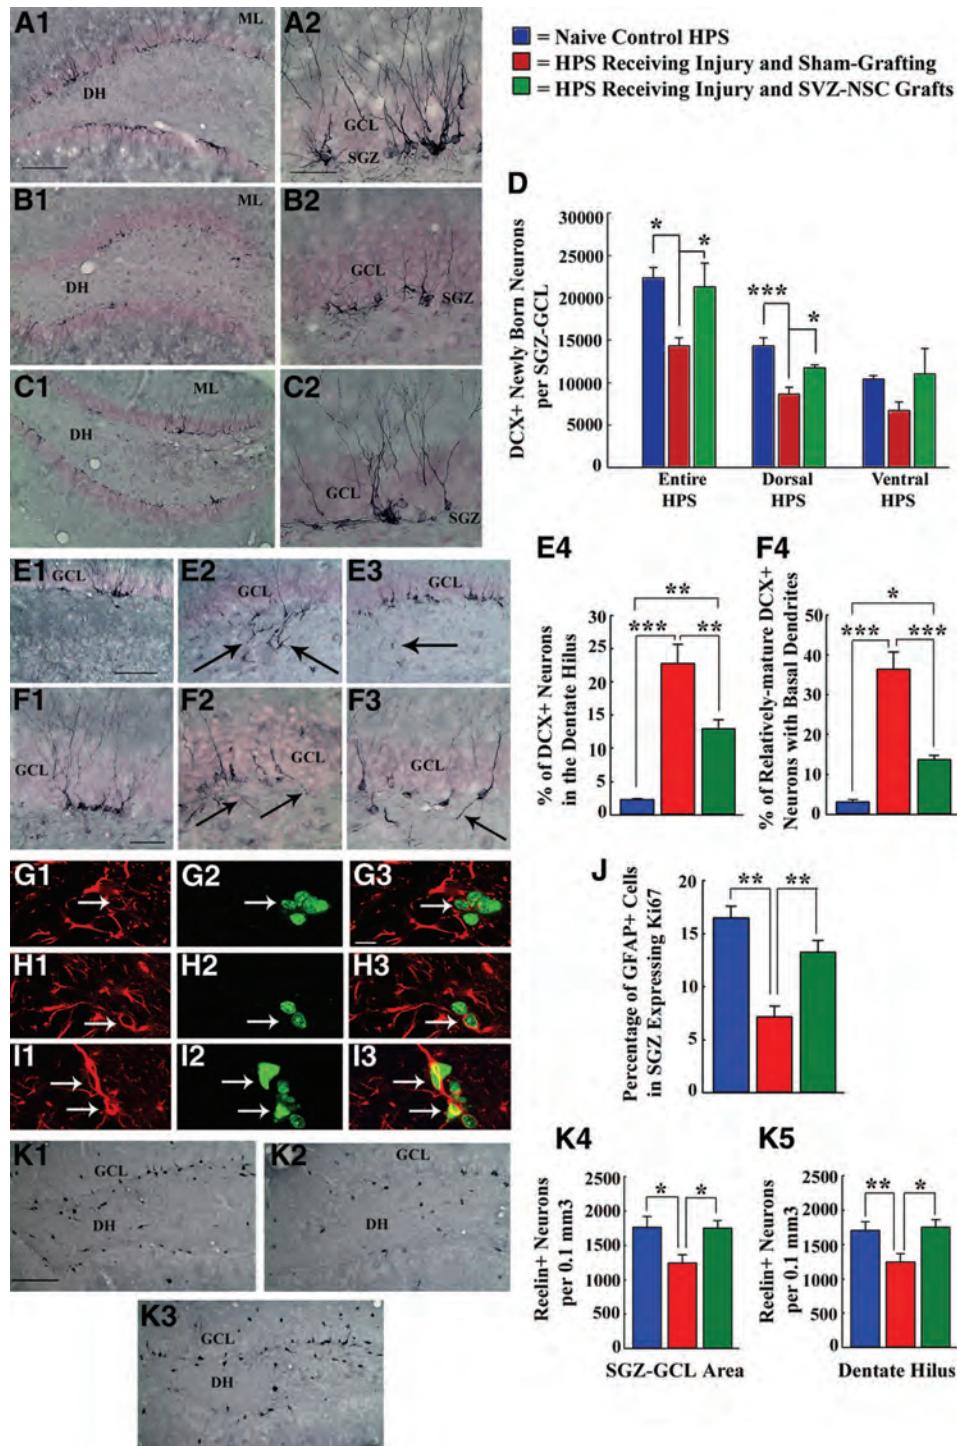 A1
ML
DH
A2
GCL
SGZ
= Naive Control HPS
= HPS Receiving Injury and Sham-Grafting
= HPS Receiving Injury and SVZ-NSC Grafts
B1
ML
DH
B2
GCL
SGZ
C1
ML
DH
C2
GCL
SGZ
D
DCX+ Newly Born Neurons
per SGZ-GCL
30000
25000
20000
15000
10000
5000
0
*
*
***
*
Entire
HPS
Dorsal
HPS
Ventral
HPS
E1
GCL
E2
GCL
E3
GCL
E4
% of DCX+ Neurons
in the Dentate Hilus
30
25
20
15
10
5
0
**
***
**
F1
GCL
F2
GCL
F3
GCL
F4
% of Relatively-mature DCX+
Neurons with Basal Dendrites
50
40
30
20
10
0
*
***
***
G1
G2
G3
H1
H2
H3
I1
I2
I3
J
Percentage of GFAP+ Cells
in SGZ Expressing Ki67
20
15
10
5
0
**
**
K1
GCL
DH
K2
GCL
DH
K3
GCL
DH
K4
Reelin+ Neurons
per 0.1 mm3
2500
2000
1500
1000
500
0
*
*
SGZ-GCL Area
K5
Reelin+ Neurons
per 0.1 mm3
2500
2000
1500
1000
500
0
**
*
Dentate Hilus